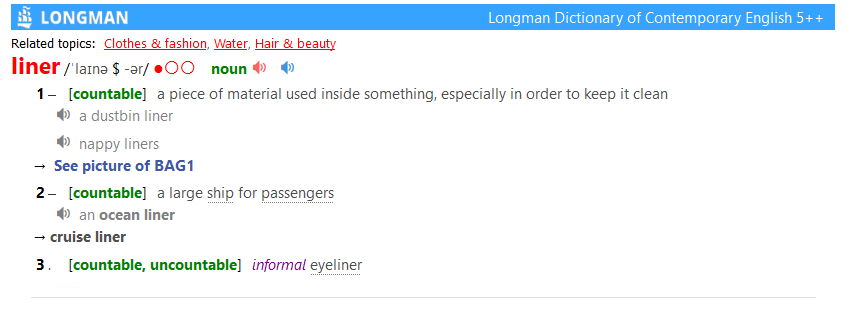 LONGMAN Longman Dictionary of Contemporary English 5++
Related topics: Clothes & fashion, Water, Hair & beauty
liner /ˈlaɪnə $ -ər/ ●○○ noun
1 – [countable] a piece of material used inside something, especially in order to keep it clean
a dustbin liner
nappy liners
→ See picture of BAG1
2 – [countable] a large ship for passengers
an ocean liner
→ cruise liner
3 . [countable, uncountable] informal eyeliner